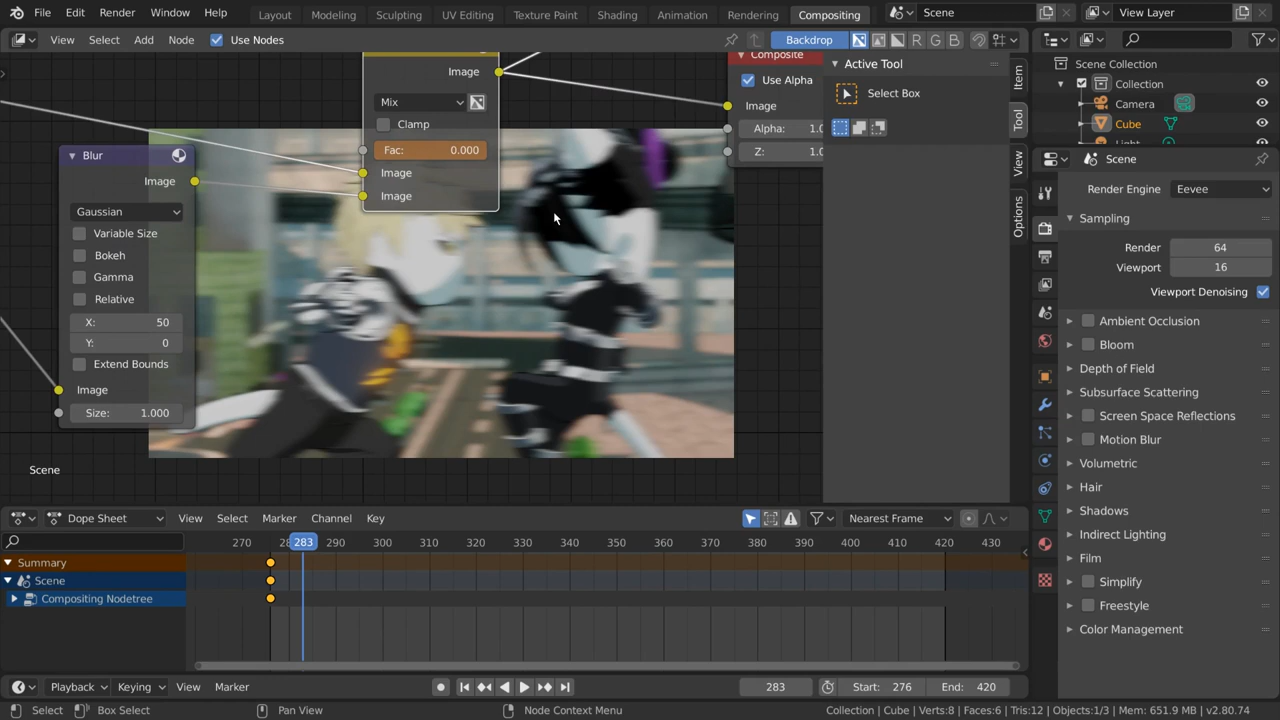 File Edit Render Window Help Layout Modeling Sculpting UV Editing Texture Paint Shading Animation Rendering Compositing Scene View Layer
View Select Add Node Use Nodes Backdrop R G B
Composite
Use Alpha
Image
Alpha: 1.0
Z: 1.0
Image
Mix
Clamp
Fac: 0.000
Image
Image
Blur
Image
Gaussian
Variable Size
Bokeh
Gamma
Relative
X: 50
Y: 0
Extend Bounds
Image
Size: 1.000
Scene
Active Tool
Select Box
Item
Tool
View
Options
Scene Collection
Collection
Camera
Cube
Scene
Render Engine Eevee
Sampling
Render 64
Viewport 16
Viewport Denoising
Ambient Occlusion
Bloom
Depth of Field
Subsurface Scattering
Screen Space Reflections
Motion Blur
Volumetric
Hair
Shadows
Indirect Lighting
Film
Simplify
Freestyle
Color Management
Dope Sheet View Select Marker Channel Key Nearest Frame
270 28 283 290 300 310 320 330 340 350 360 370 380 390 400 410 420 430
Summary
Scene
Compositing Nodetree
Playback Keying View Marker 283 Start: 276 End: 420
Select Box Select Pan View Node Context Menu Collection | Cube | Verts:8 | Faces:6 | Tris:12 | Objects:1/3 | Mem: 651.9 MB | v2.80.74